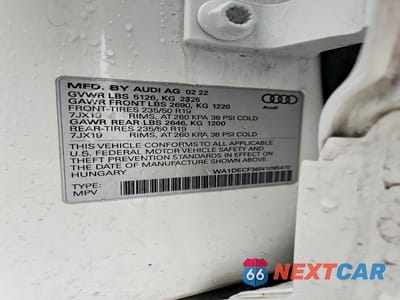 MFD. BY AUDI AG 02 22
GVWR LBS 5126, KG 2325
GAWR FRONT LBS 2690, KG 1220
FRONT-TIRES 235/50 R19
7JX19 RIMS, AT 260 KPA 38 PSI COLD
GAWR REAR LBS 2646, KG 1200
REAR-TIRES 235/50 R19
7JX19 RIMS, AT 260 KPA 38 PSI COLD
THIS VEHICLE CONFORMS TO ALL APPLICABLE
U.S. FEDERAL MOTOR VEHICLE SAFETY AND
THEFT PREVENTION STANDARDS IN EFFECT ON
THE DATE OF MANUFACTURE SHOWN ABOVE.
HUNGARY
WA1DECF36N1095410
TYPE:
MPV
Audi
66 NEXTCAR